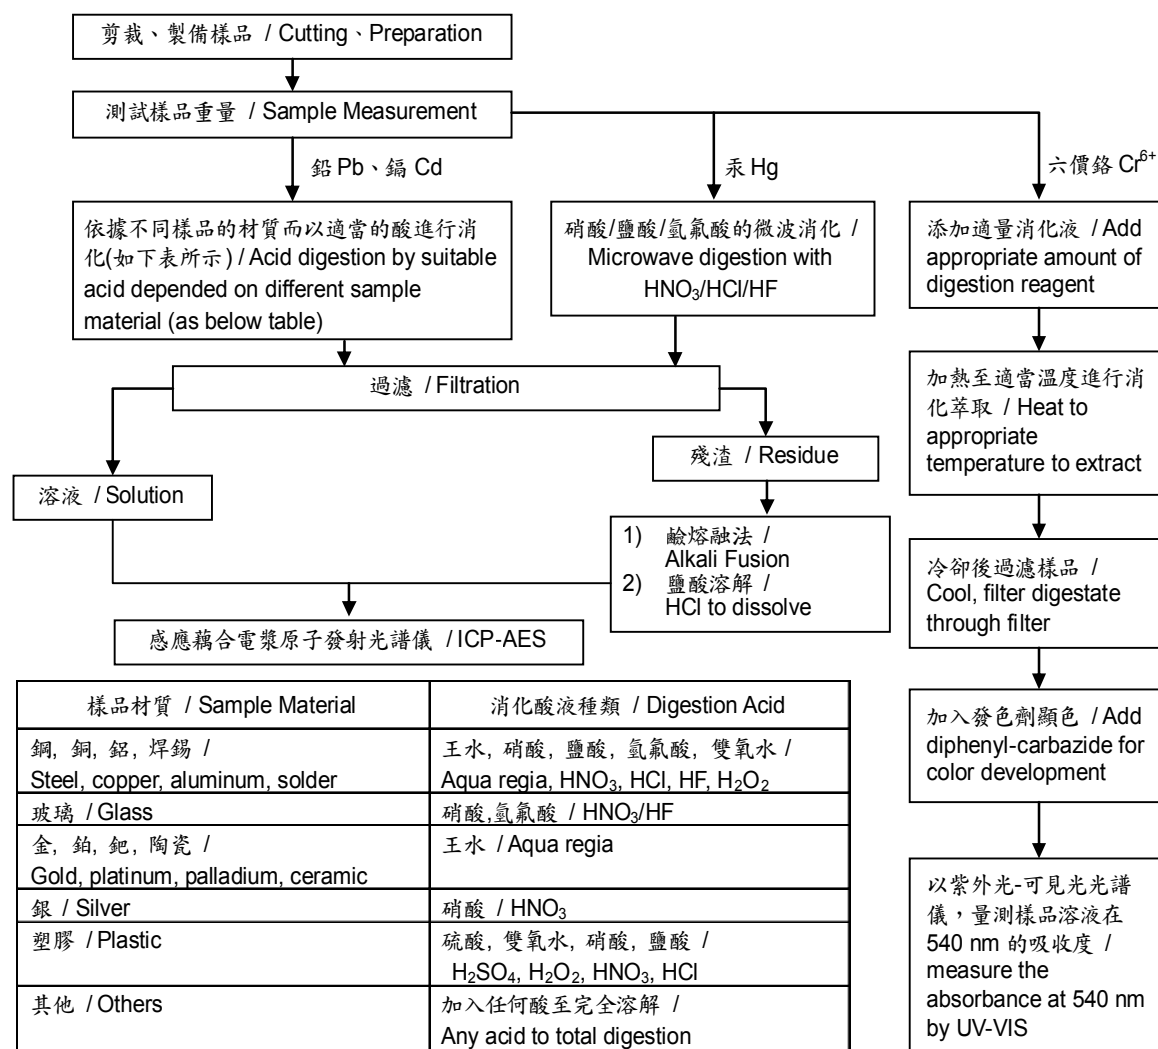 剪裁、製備樣品 / Cutting、Preparation
測試樣品重量 / Sample Measurement
鉛 Pb、鎘 Cd
汞 Hg
六價鉻 Cr6+
依據不同樣品的材質而以適當的酸進行消
化(如下表所示) / Acid digestion by suitable
acid depended on different sample
material (as below table)
硝酸/鹽酸/氫氟酸的微波消化 /
Microwave digestion with
HNO3/HCl/HF
添加適量消化液 / Add
appropriate amount of
digestion reagent
過濾 / Filtration
加熱至適當溫度進行消
化萃取 / Heat to
appropriate
temperature to extract
溶液 / Solution
殘渣 / Residue
1) 鹼熔融法 /
Alkali Fusion
2) 鹽酸溶解 /
HCl to dissolve
冷卻後過濾樣品 /
Cool, filter digestate
through filter
感應藕合電漿原子發射光譜儀 / ICP-AES
加入發色劑顯色 / Add
diphenyl-carbazide for
color development
以紫外光-可見光光譜
儀，量測樣品溶液在
540 nm 的吸收度 /
measure the
absorbance at 540 nm
by UV-VIS
樣品材質 / Sample Material
消化酸液種類 / Digestion Acid
鋼, 銅, 鋁, 焊錫 /
Steel, copper, aluminum, solder
王水, 硝酸, 鹽酸, 氫氟酸, 雙氧水 /
Aqua regia, HNO3, HCl, HF, H2O2
玻璃 / Glass
硝酸,氫氟酸 / HNO3/HF
金, 鉑, 鈀, 陶瓷 /
Gold, platinum, palladium, ceramic
王水 / Aqua regia
銀 / Silver
硝酸 / HNO3
塑膠 / Plastic
硫酸, 雙氧水, 硝酸, 鹽酸 /
H2SO4, H2O2, HNO3, HCl
其他 / Others
加入任何酸至完全溶解 /
Any acid to total digestion